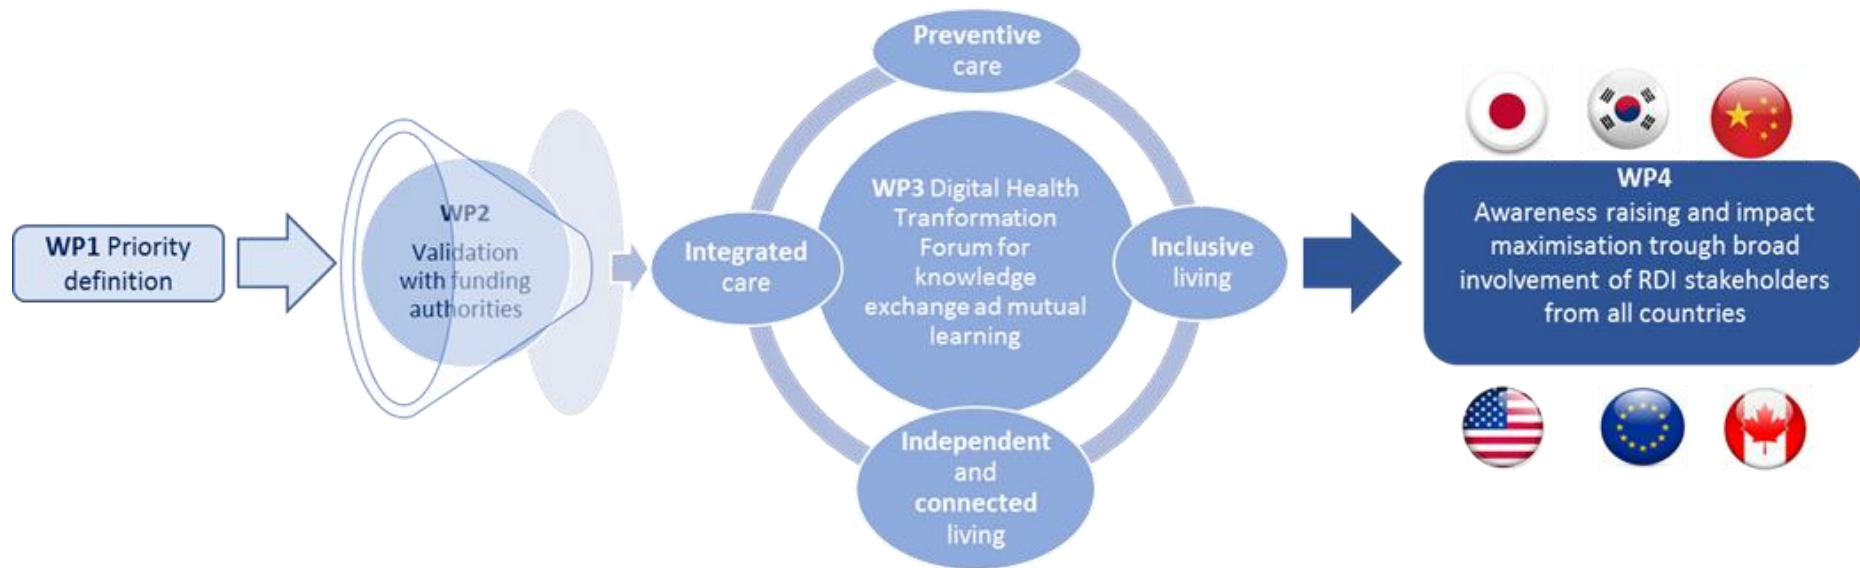 WP1 Priority
definition
WP2
Validation
with funding
authorities
Preventive
care
Integrated
care
WP3 Digital Health
Tranformation
Forum for
knowledge
exchange ad mutual
learning
Inclusive
living
Independent
and
connected
living
WP4
Awareness raising and impact
maximisation trough broad
involvement of RDI stakeholders
from all countries